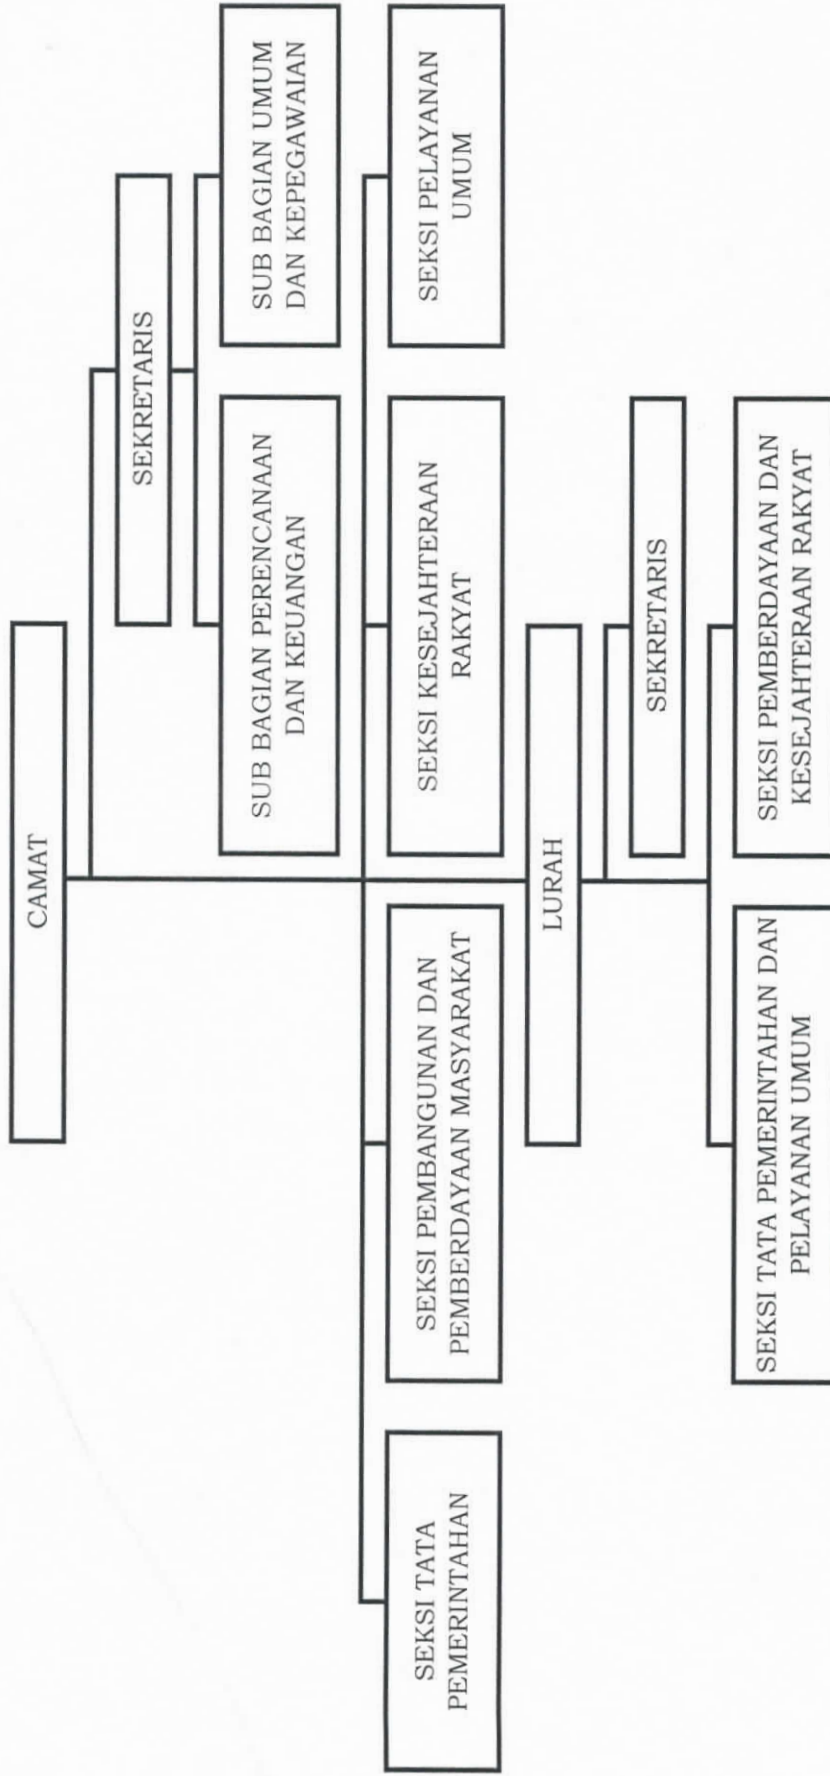 CAMAT
SEKRETARIS
SUB BAGIAN PERENCANAAN
DAN KEUANGAN
SUB BAGIAN UMUM
DAN KEPEGAWAIAN
SEKSI TATA
PEMERINTAHAN
SEKSI PEMBANGUNAN DAN
PEMBERDAYAAN MASYARAKAT
SEKSI KESEJAHTERAAN
RAKYAT
SEKSI PELAYANAN
UMUM
LURAH
SEKRETARIS
SEKSI TATA PEMERINTAHAN DAN
PELAYANAN UMUM
SEKSI PEMBERDAYAAN DAN
KESEJAHTERAAN RAKYAT